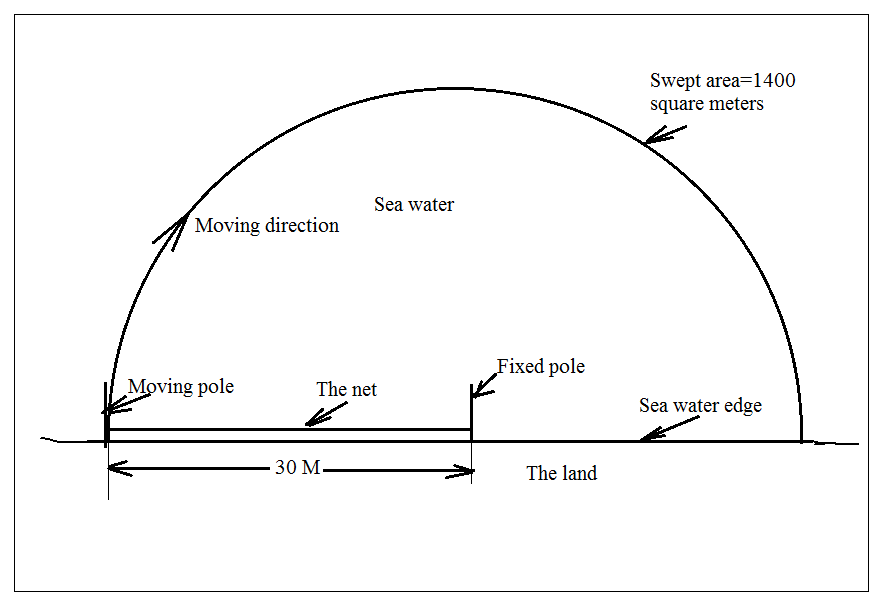 Swept area=1400
square meters
Sea water
Moving direction
Fixed pole
Moving pole
The net
Sea water edge
30 M
The land